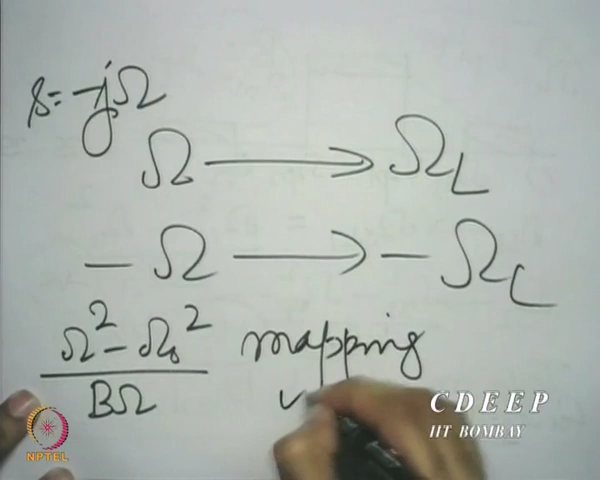 s = -jΩ
Ω → Ω_L
-Ω → -Ω_L
Ω² - Ω₀² / BΩ mapping
CDEEP
IIT BOMBAY
NPTEL